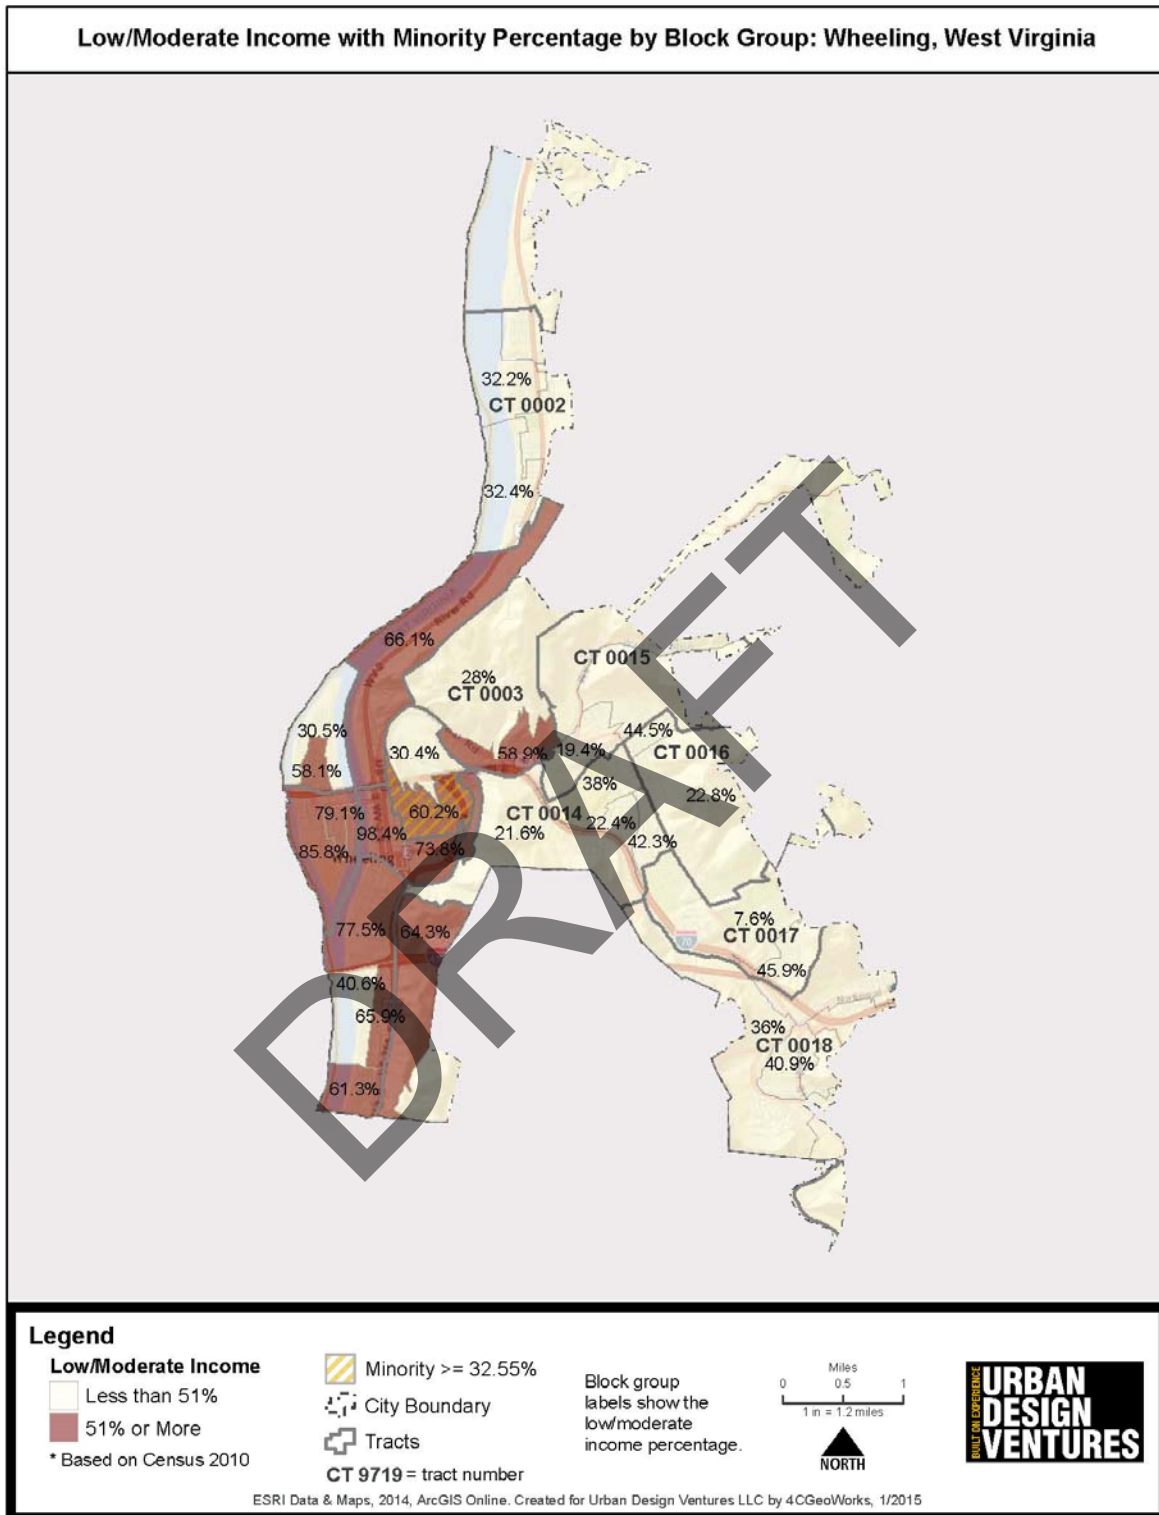 Low/Moderate Income with Minority Percentage by Block Group: Wheeling, West Virginia
32.2%
CT 0002
32.4%
River Rd
66.1%
CT 0015
28%
CT 0003
44.5%
30.5%
30.4%
58.9%
19.4%
CT 0016
58.1%
38%
22.8%
79.1%
60.2%
CT 0014
98.4%
21.6%
22.4%
85.8%
Wheeling
73.8%
42.3%
77.5%
64.3%
7.6%
CT 0017
70
45.9%
40.6%
65.9%
36%
CT 0018
40.9%
61.3%
DRAFT
Legend
Low/Moderate Income
Less than 51%
51% or More
* Based on Census 2010
Minority >= 32.55%
City Boundary
Tracts
CT 9719 = tract number
Block group
labels show the
low/moderate
income percentage.
Miles
0 0.5 1
1 in = 1.2 miles
NORTH
BUILT ON EXPERIENCE
URBAN
DESIGN
VENTURES
ESRI Data & Maps, 2014, ArcGIS Online. Created for Urban Design Ventures LLC by 4CGeoWorks, 1/2015